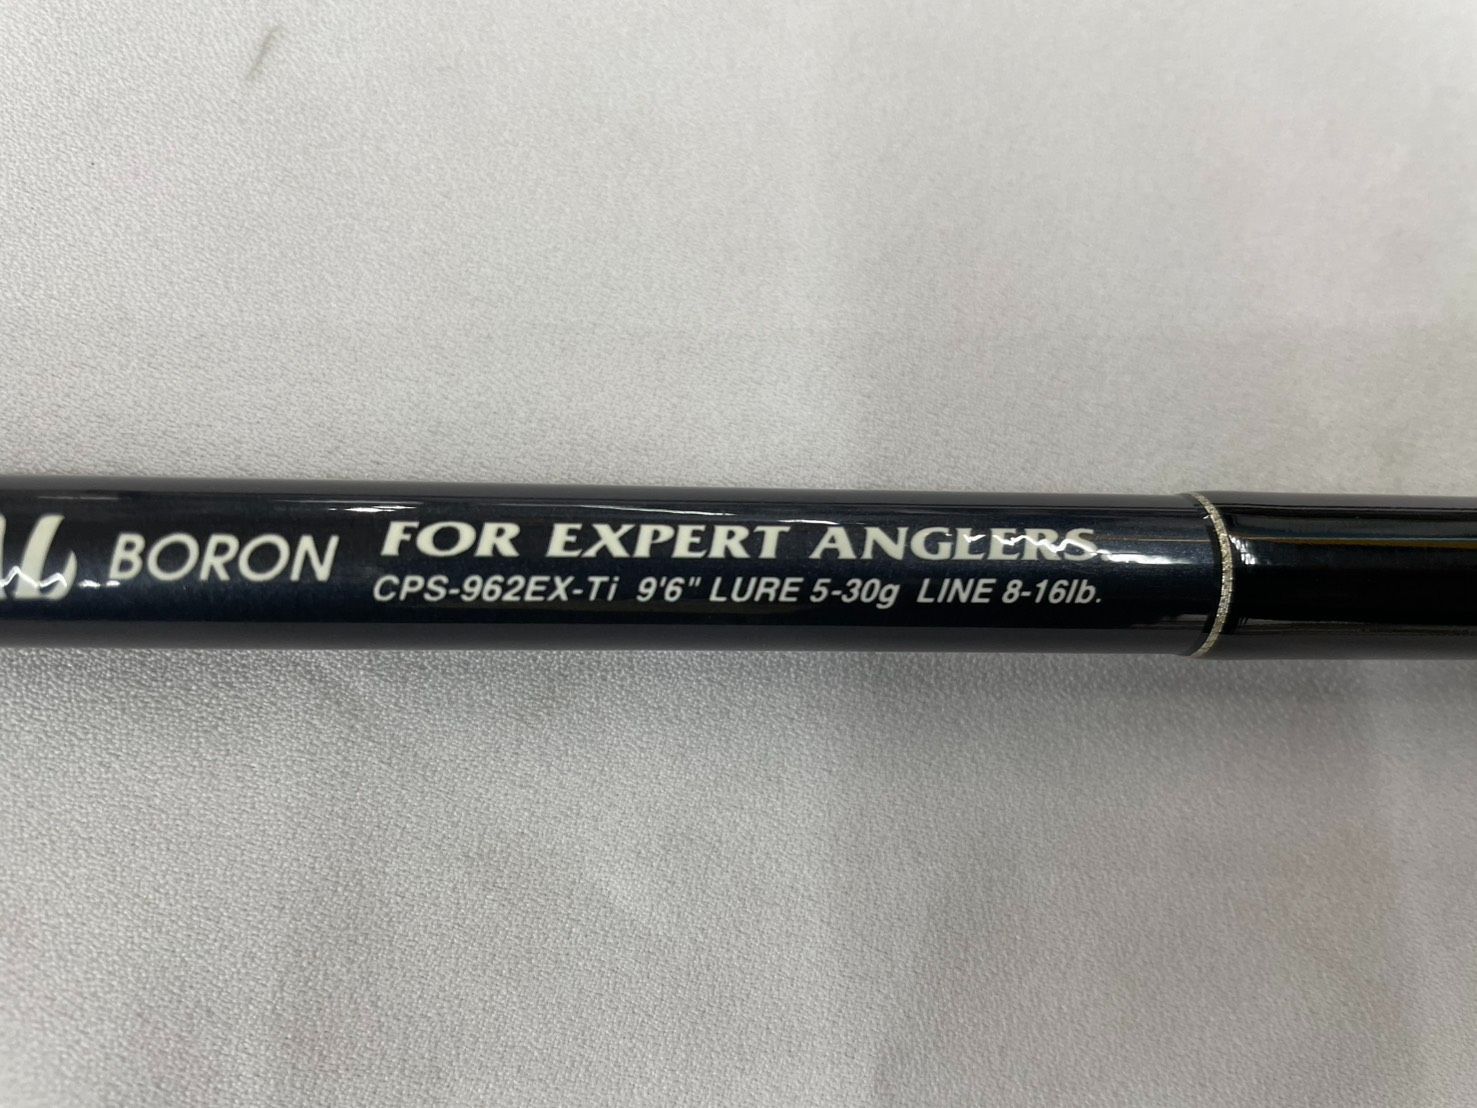 BORON FOR EXPERT ANGLERS
CPS-962EX-Ti 9'6" LURE 5-30g LINE 8-16lb.